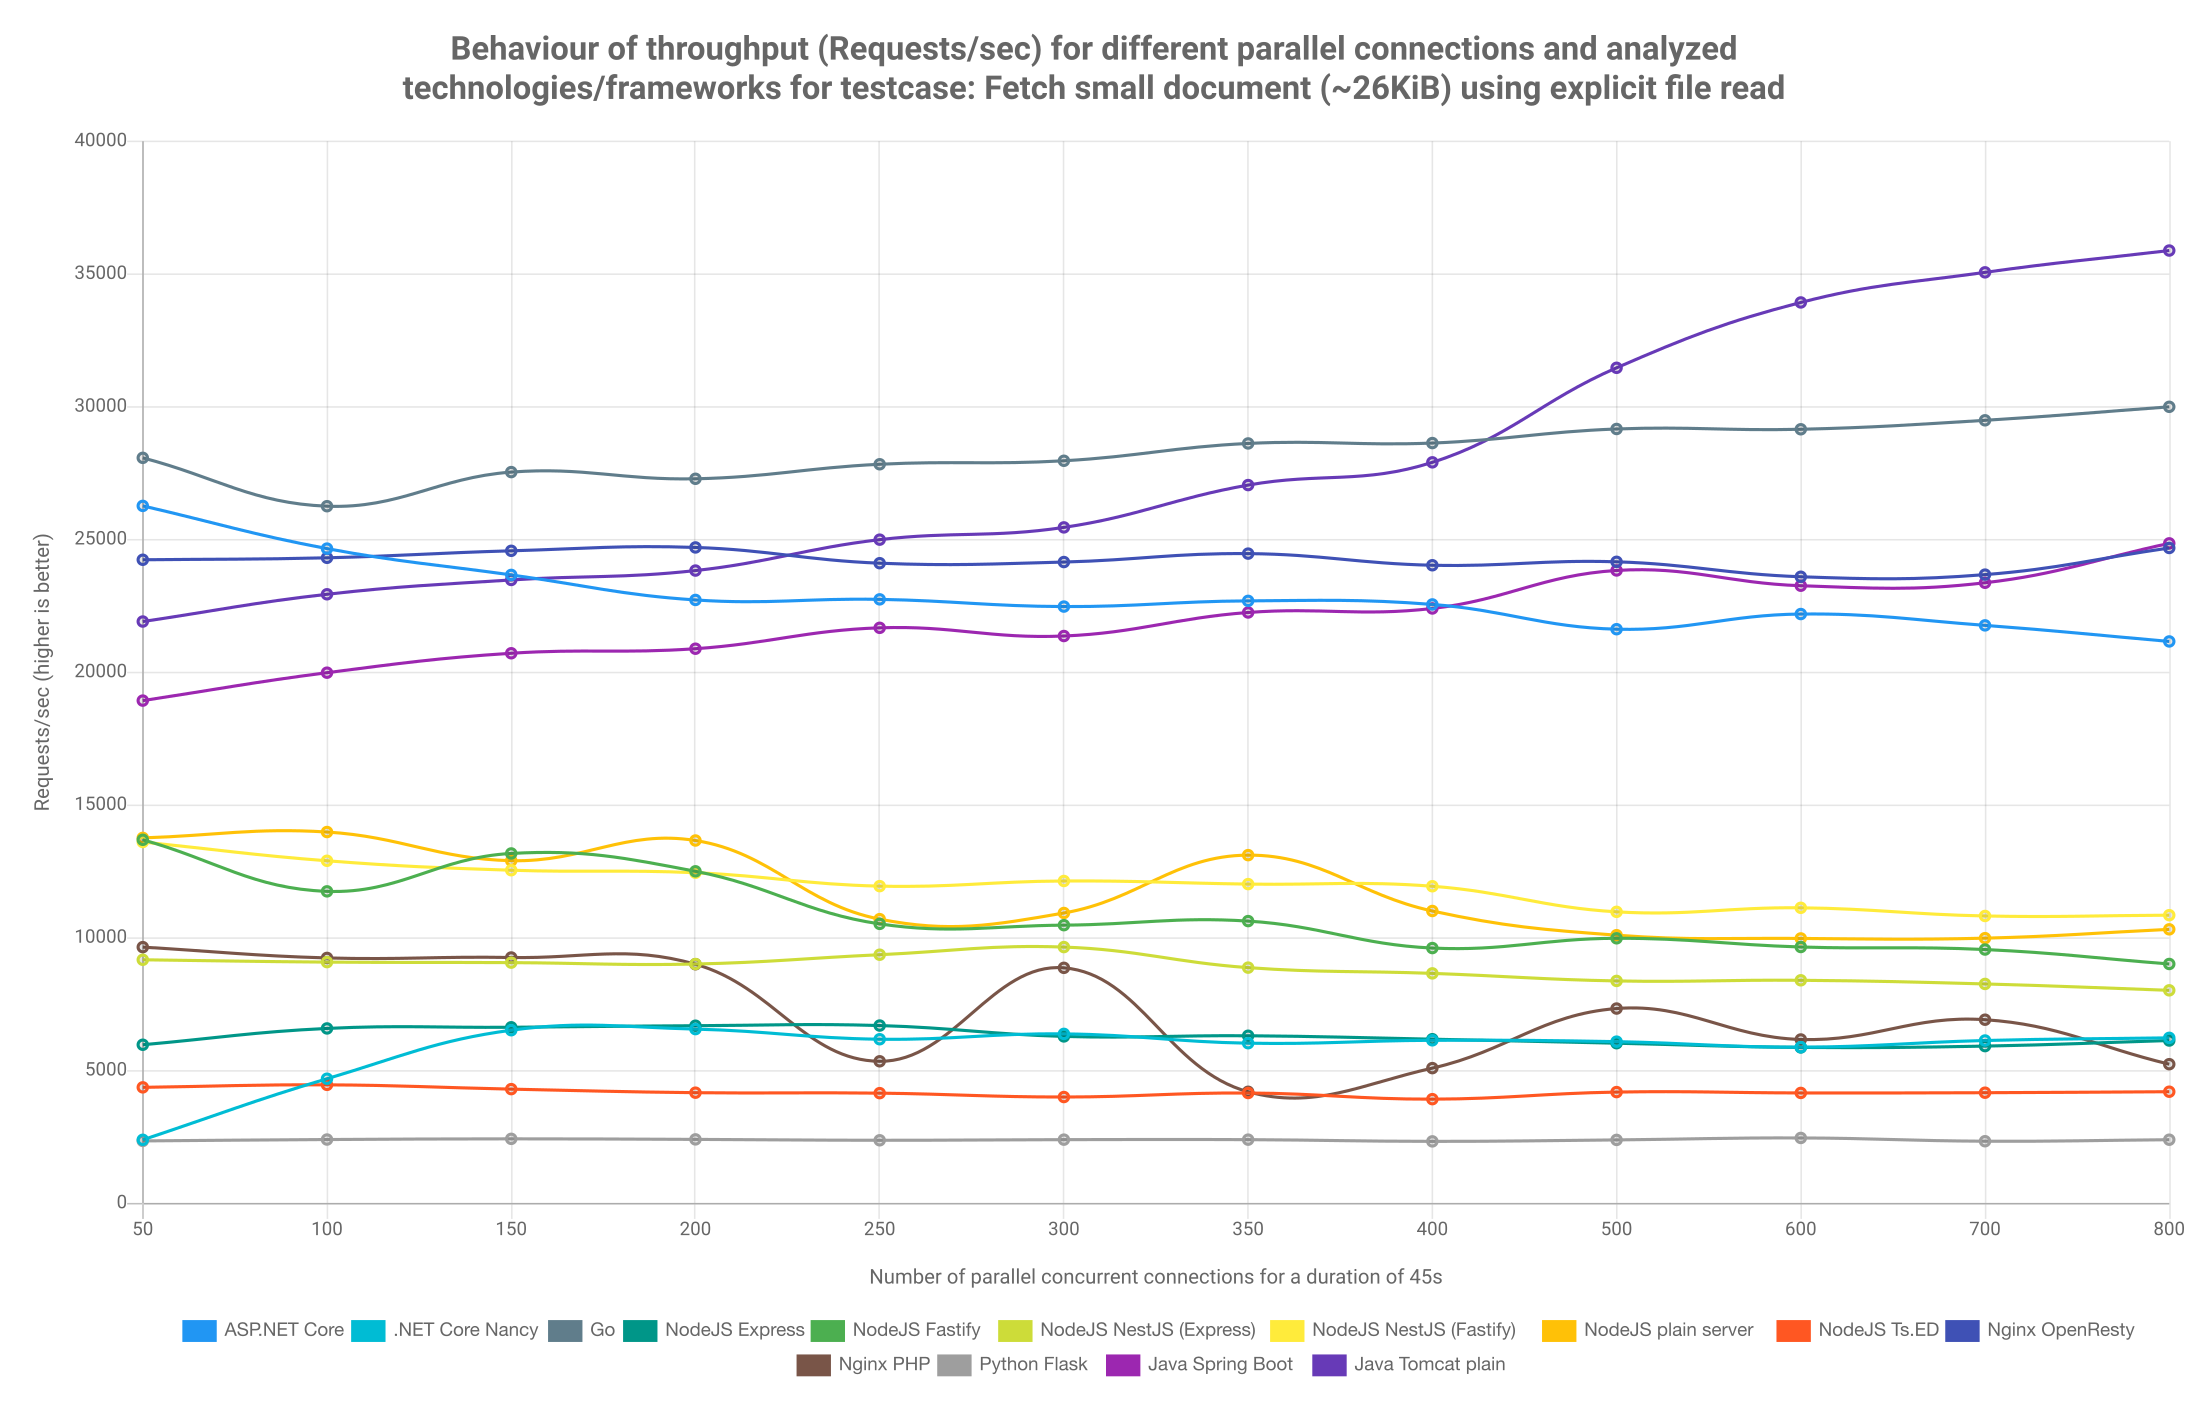 Behaviour of throughput (Requests/sec) for different parallel connections and analyzed
technologies/frameworks for testcase: Fetch small document (~26KiB) using explicit file read
40000
35000
30000
25000
20000
15000
10000
5000
0
Requests/sec (higher is better)
50 100 150 200 250 300 350 400 500 600 700 800
Number of parallel concurrent connections for a duration of 45s
ASP.NET Core .NET Core Nancy Go NodeJS Express NodeJS Fastify NodeJS NestJS (Express) NodeJS NestJS (Fastify) NodeJS plain server NodeJS Ts.ED Nginx OpenResty
Nginx PHP Python Flask Java Spring Boot Java Tomcat plain